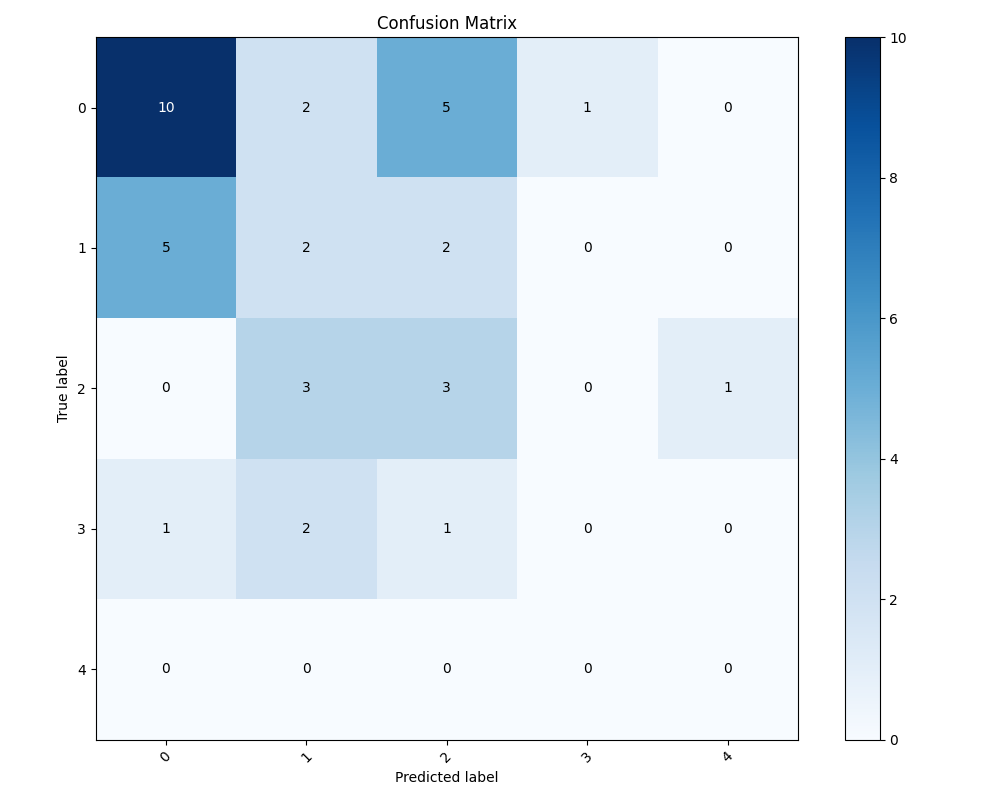 Confusion Matrix
True label
0 10 2 5 1 0
1 5 2 2 0 0
2 0 3 3 0 1
3 1 2 1 0 0
4 0 0 0 0 0
0 1 2 3 4
Predicted label
10
8
6
4
2
0